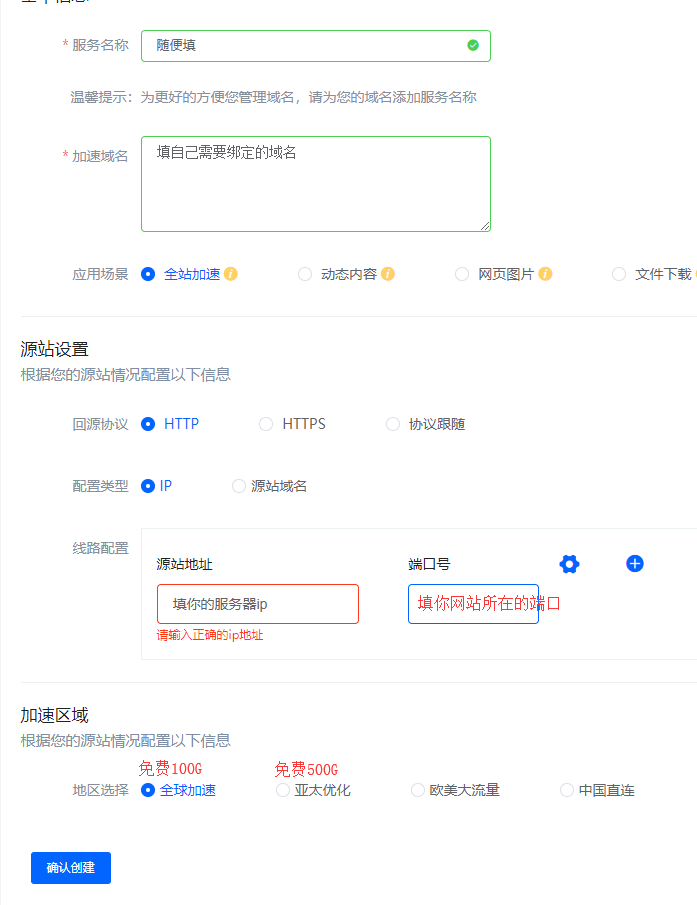 * 服务名称 随便填
温馨提示：为更好的方便您管理域名，请为您的域名添加服务名称
* 加速域名 填自己需要绑定的域名
应用场景 全站加速 动态内容 网页图片 文件下载
源站设置
根据您的源站情况配置以下信息
回源协议 HTTP HTTPS 协议跟随
配置类型 IP 源站域名
线路配置
源站地址 端口号
填你的服务器ip 填你网站所在的端口
请输入正确的ip地址
加速区域
根据您的源站情况配置以下信息
免费100G 免费500G
地区选择 全球加速 亚太优化 欧美大流量 中国直连
确认创建